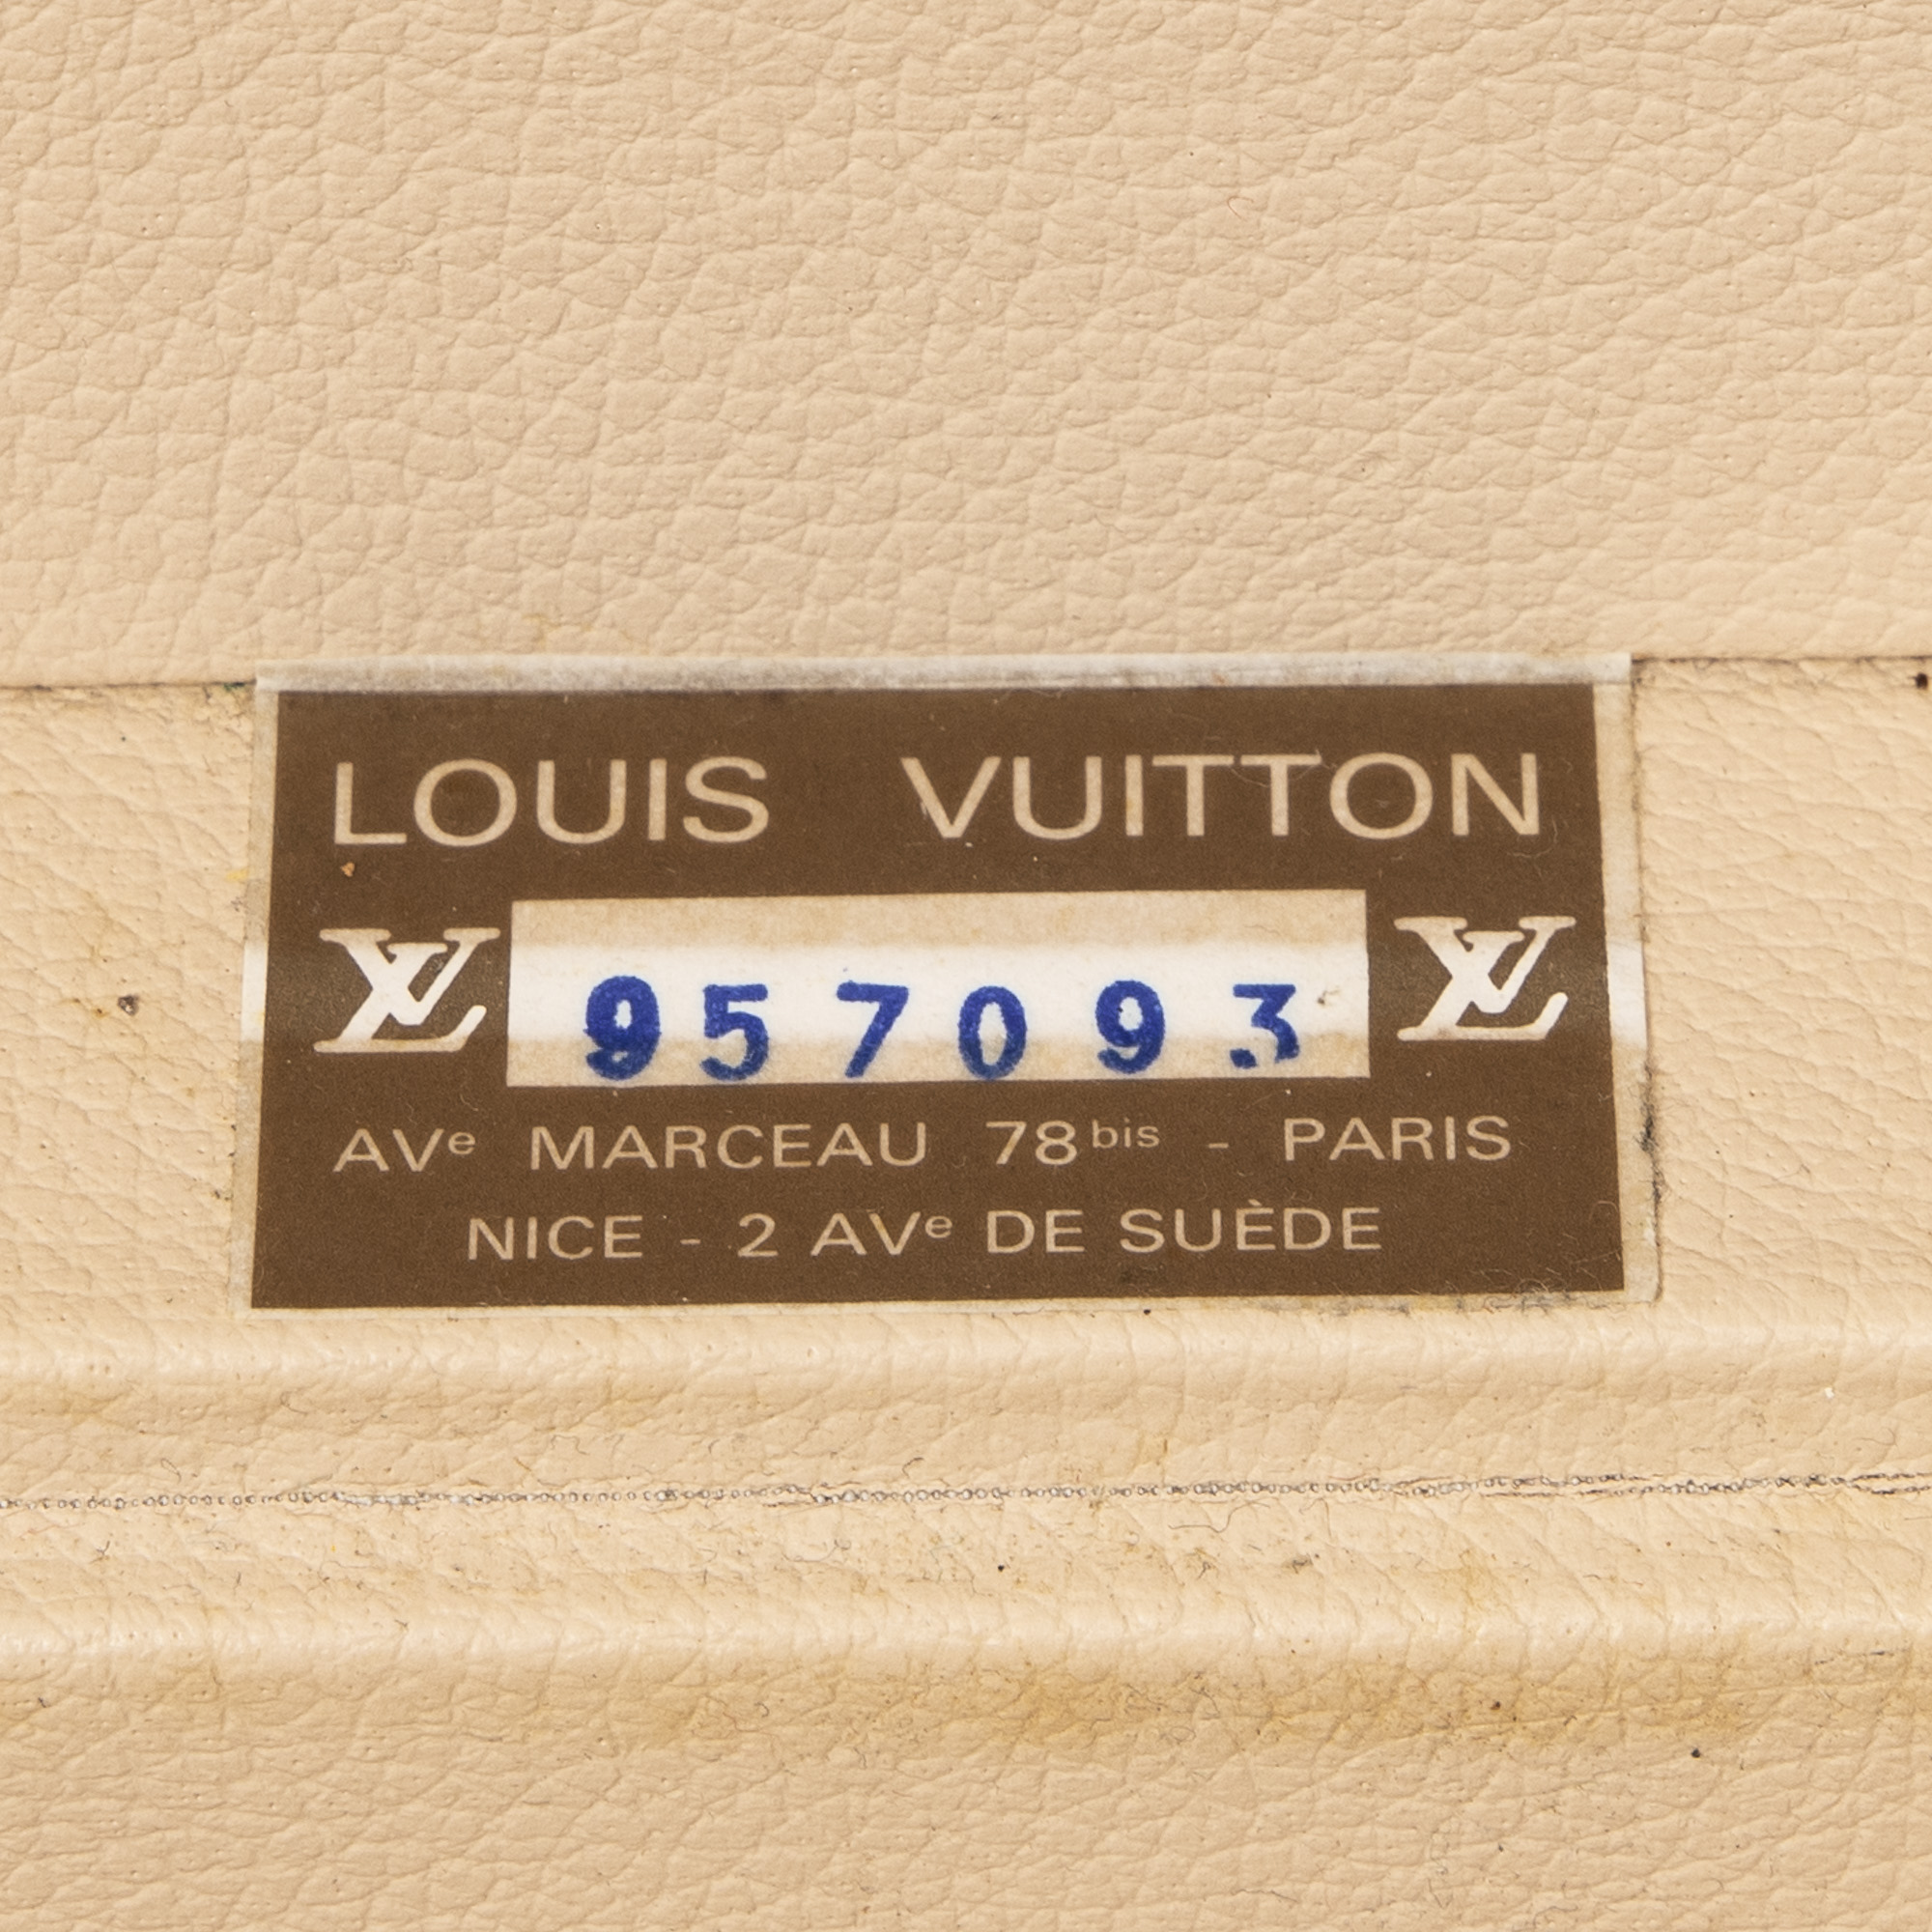 LOUIS VUITTON
LV 957093 LV
AVe MARCEAU 78bis - PARIS
NICE - 2 AVe DE SUÈDE